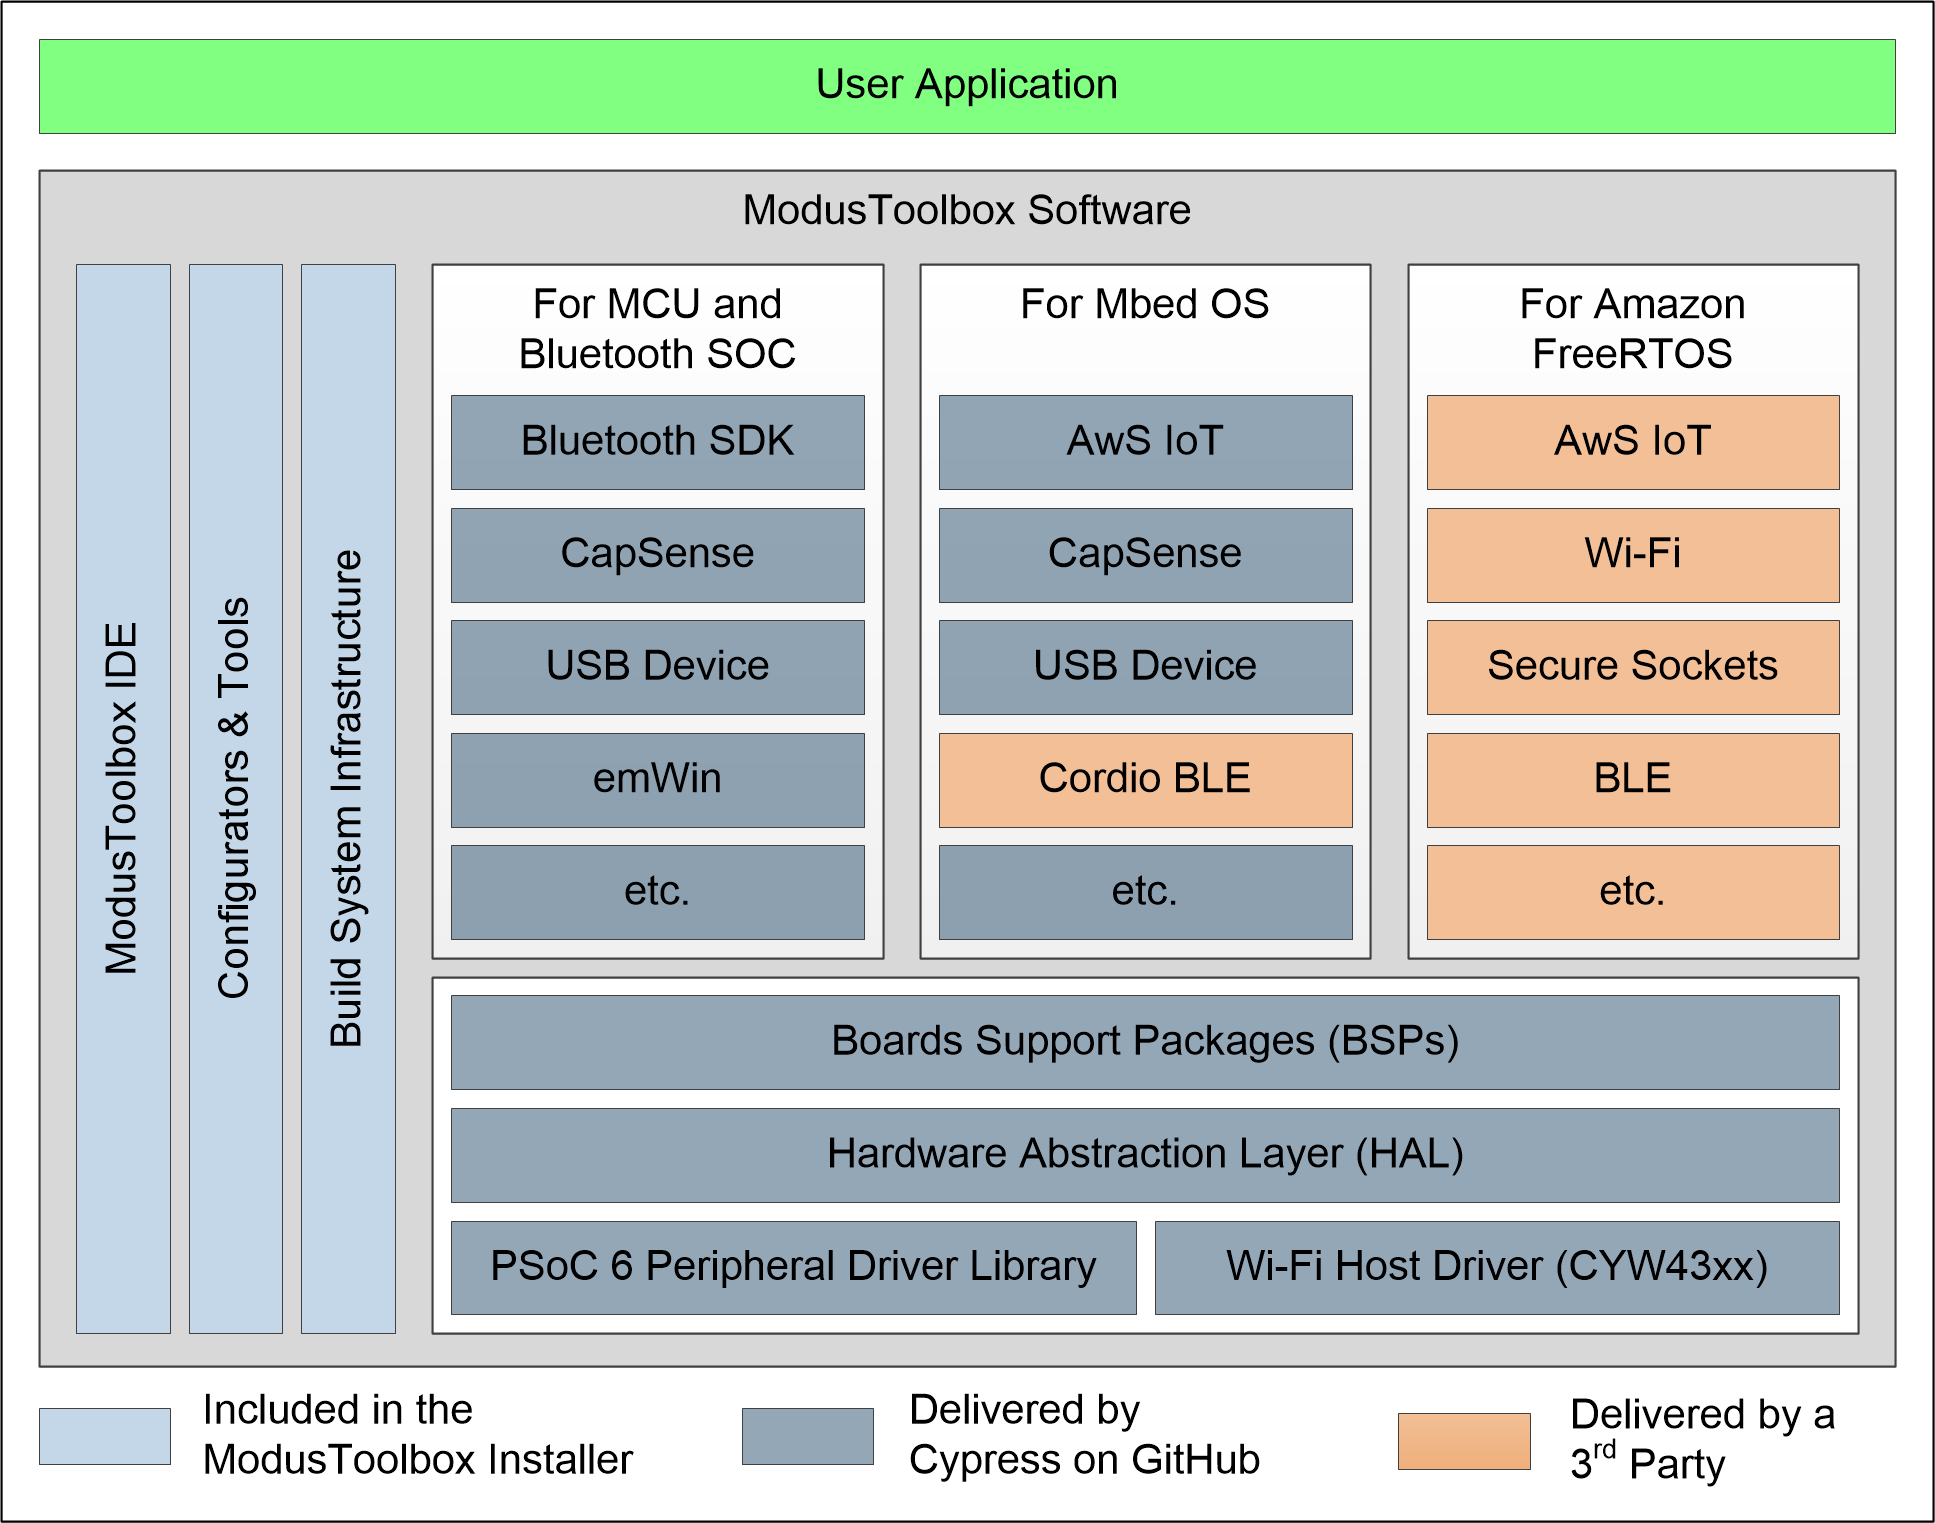 User Application
ModusToolbox Software
ModusToolbox IDE
Configurators & Tools
Build System Infrastructure
For MCU and
Bluetooth SOC
Bluetooth SDK
CapSense
USB Device
emWin
etc.
For Mbed OS
AwS IoT
CapSense
USB Device
Cordio BLE
etc.
For Amazon
FreeRTOS
AwS IoT
Wi-Fi
Secure Sockets
BLE
etc.
Boards Support Packages (BSPs)
Hardware Abstraction Layer (HAL)
PSoC 6 Peripheral Driver Library
Wi-Fi Host Driver (CYW43xx)
Included in the
ModusToolbox Installer
Delivered by
Cypress on GitHub
Delivered by a
3rd Party